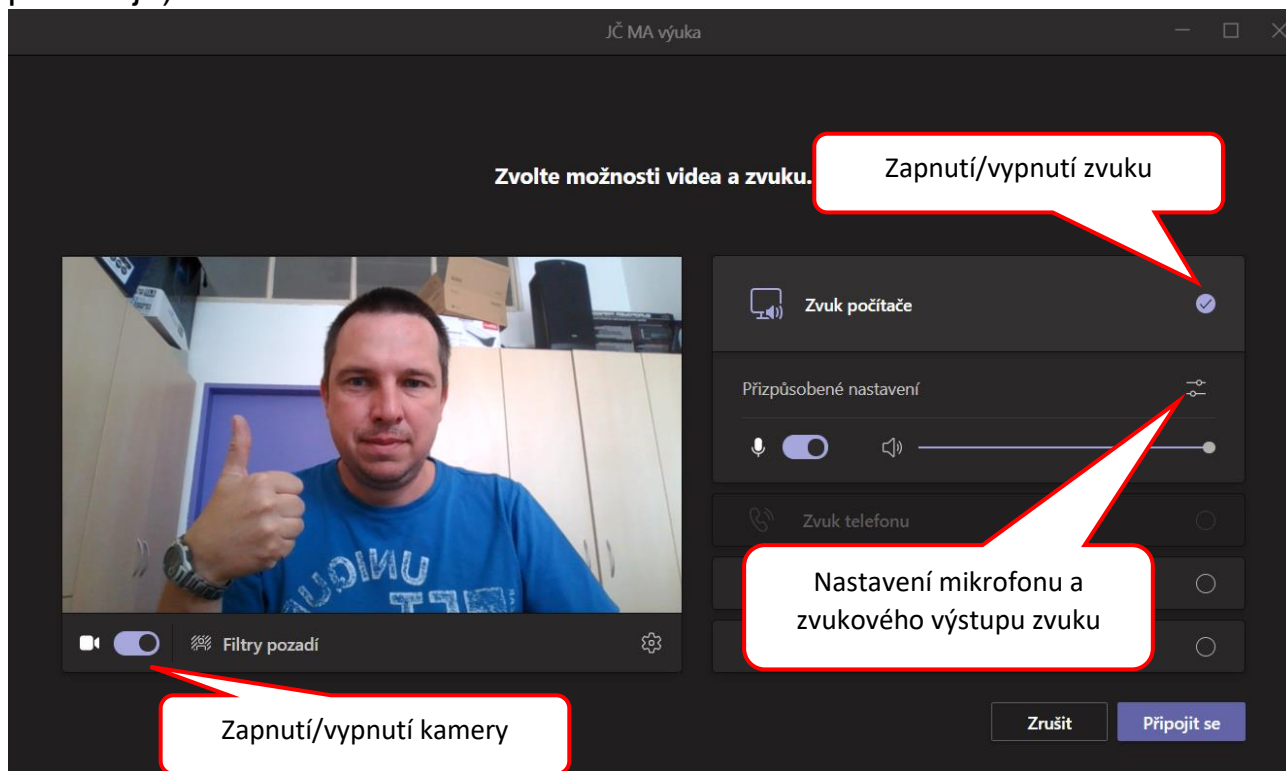 JČ MA výuka
Zvolte možnosti videa a zvuku.
Zapnutí/vypnutí zvuku
Zvuk počítače
Přizpůsobené nastavení
Zvuk telefonu
Nastavení mikrofonu a
zvukového výstupu zvuku
Filtry pozadí
Zapnutí/vypnutí kamery
Zrušit
Připojit se